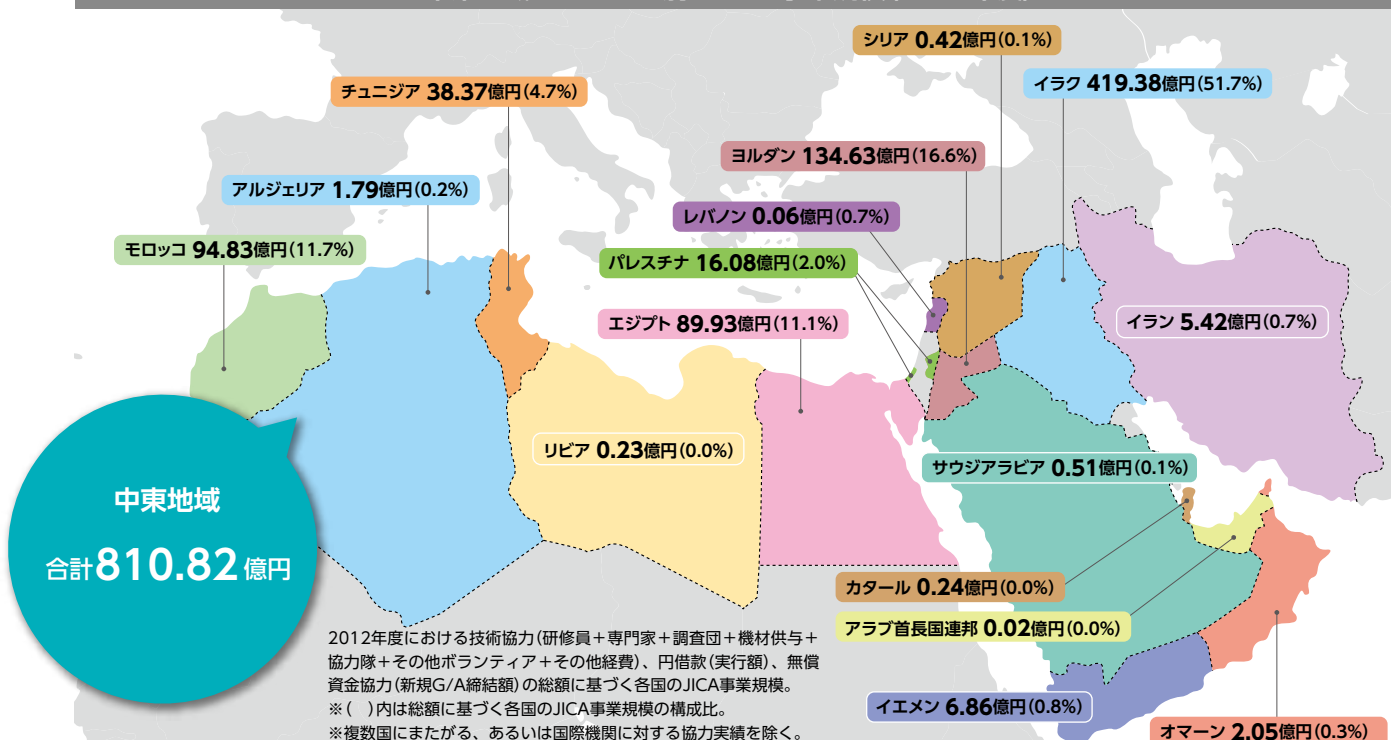 シリア 0.42億円(0.1%)
チュニジア 38.37億円(4.7%)
イラク 419.38億円(51.7%)
ヨルダン 134.63億円(16.6%)
アルジェリア 1.79億円(0.2%)
レバノン 0.06億円(0.7%)
モロッコ 94.83億円(11.7%)
パレスチナ 16.08億円(2.0%)
エジプト 89.93億円(11.1%)
イラン 5.42億円(0.7%)
リビア 0.23億円(0.0%)
サウジアラビア 0.51億円(0.1%)
中東地域
合計810.82億円
カタール 0.24億円(0.0%)
アラブ首長国連邦 0.02億円(0.0%)
イエメン 6.86億円(0.8%)
オマーン 2.05億円(0.3%)
2012年度における技術協力(研修員+専門家+調査団+機材供与+
協力隊+その他ボランティア+その他経費)、円借款(実行額)、無償
資金協力(新規G/A締結額)の総額に基づく各国のJICA事業規模。
※( )内は総額に基づく各国のJICA事業規模の構成比。
※複数国にまたがる、あるいは国際機関に対する協力実績を除く。